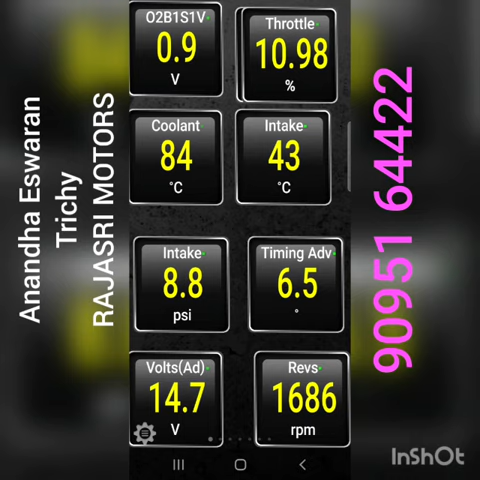 Anandha Eswaran
Trichy
RAJASRI MOTORS
O2B1S1V
0.9
V
Throttle
10.98
%
Coolant
84
°C
Intake
43
°C
Intake
8.8
psi
Timing Adv
6.5
°
Volts(Ad)
14.7
V
Revs
1686
rpm
90951 64422
InShOt